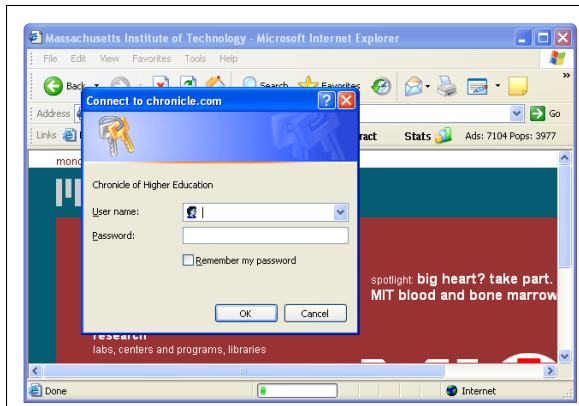 Massachusetts Institute of Technology - Microsoft Internet Explorer
File Edit View Favorites Tools Help
Back Search Favorites
Address Go
Links Stats Ads: 7104 Pops: 3977
Connect to chronicle.com
Chronicle of Higher Education
User name:
Password:
Remember my password
OK Cancel
spotlight: big heart? take part.
MIT blood and bone marrow
research
labs, centers and programs, libraries
Done Internet